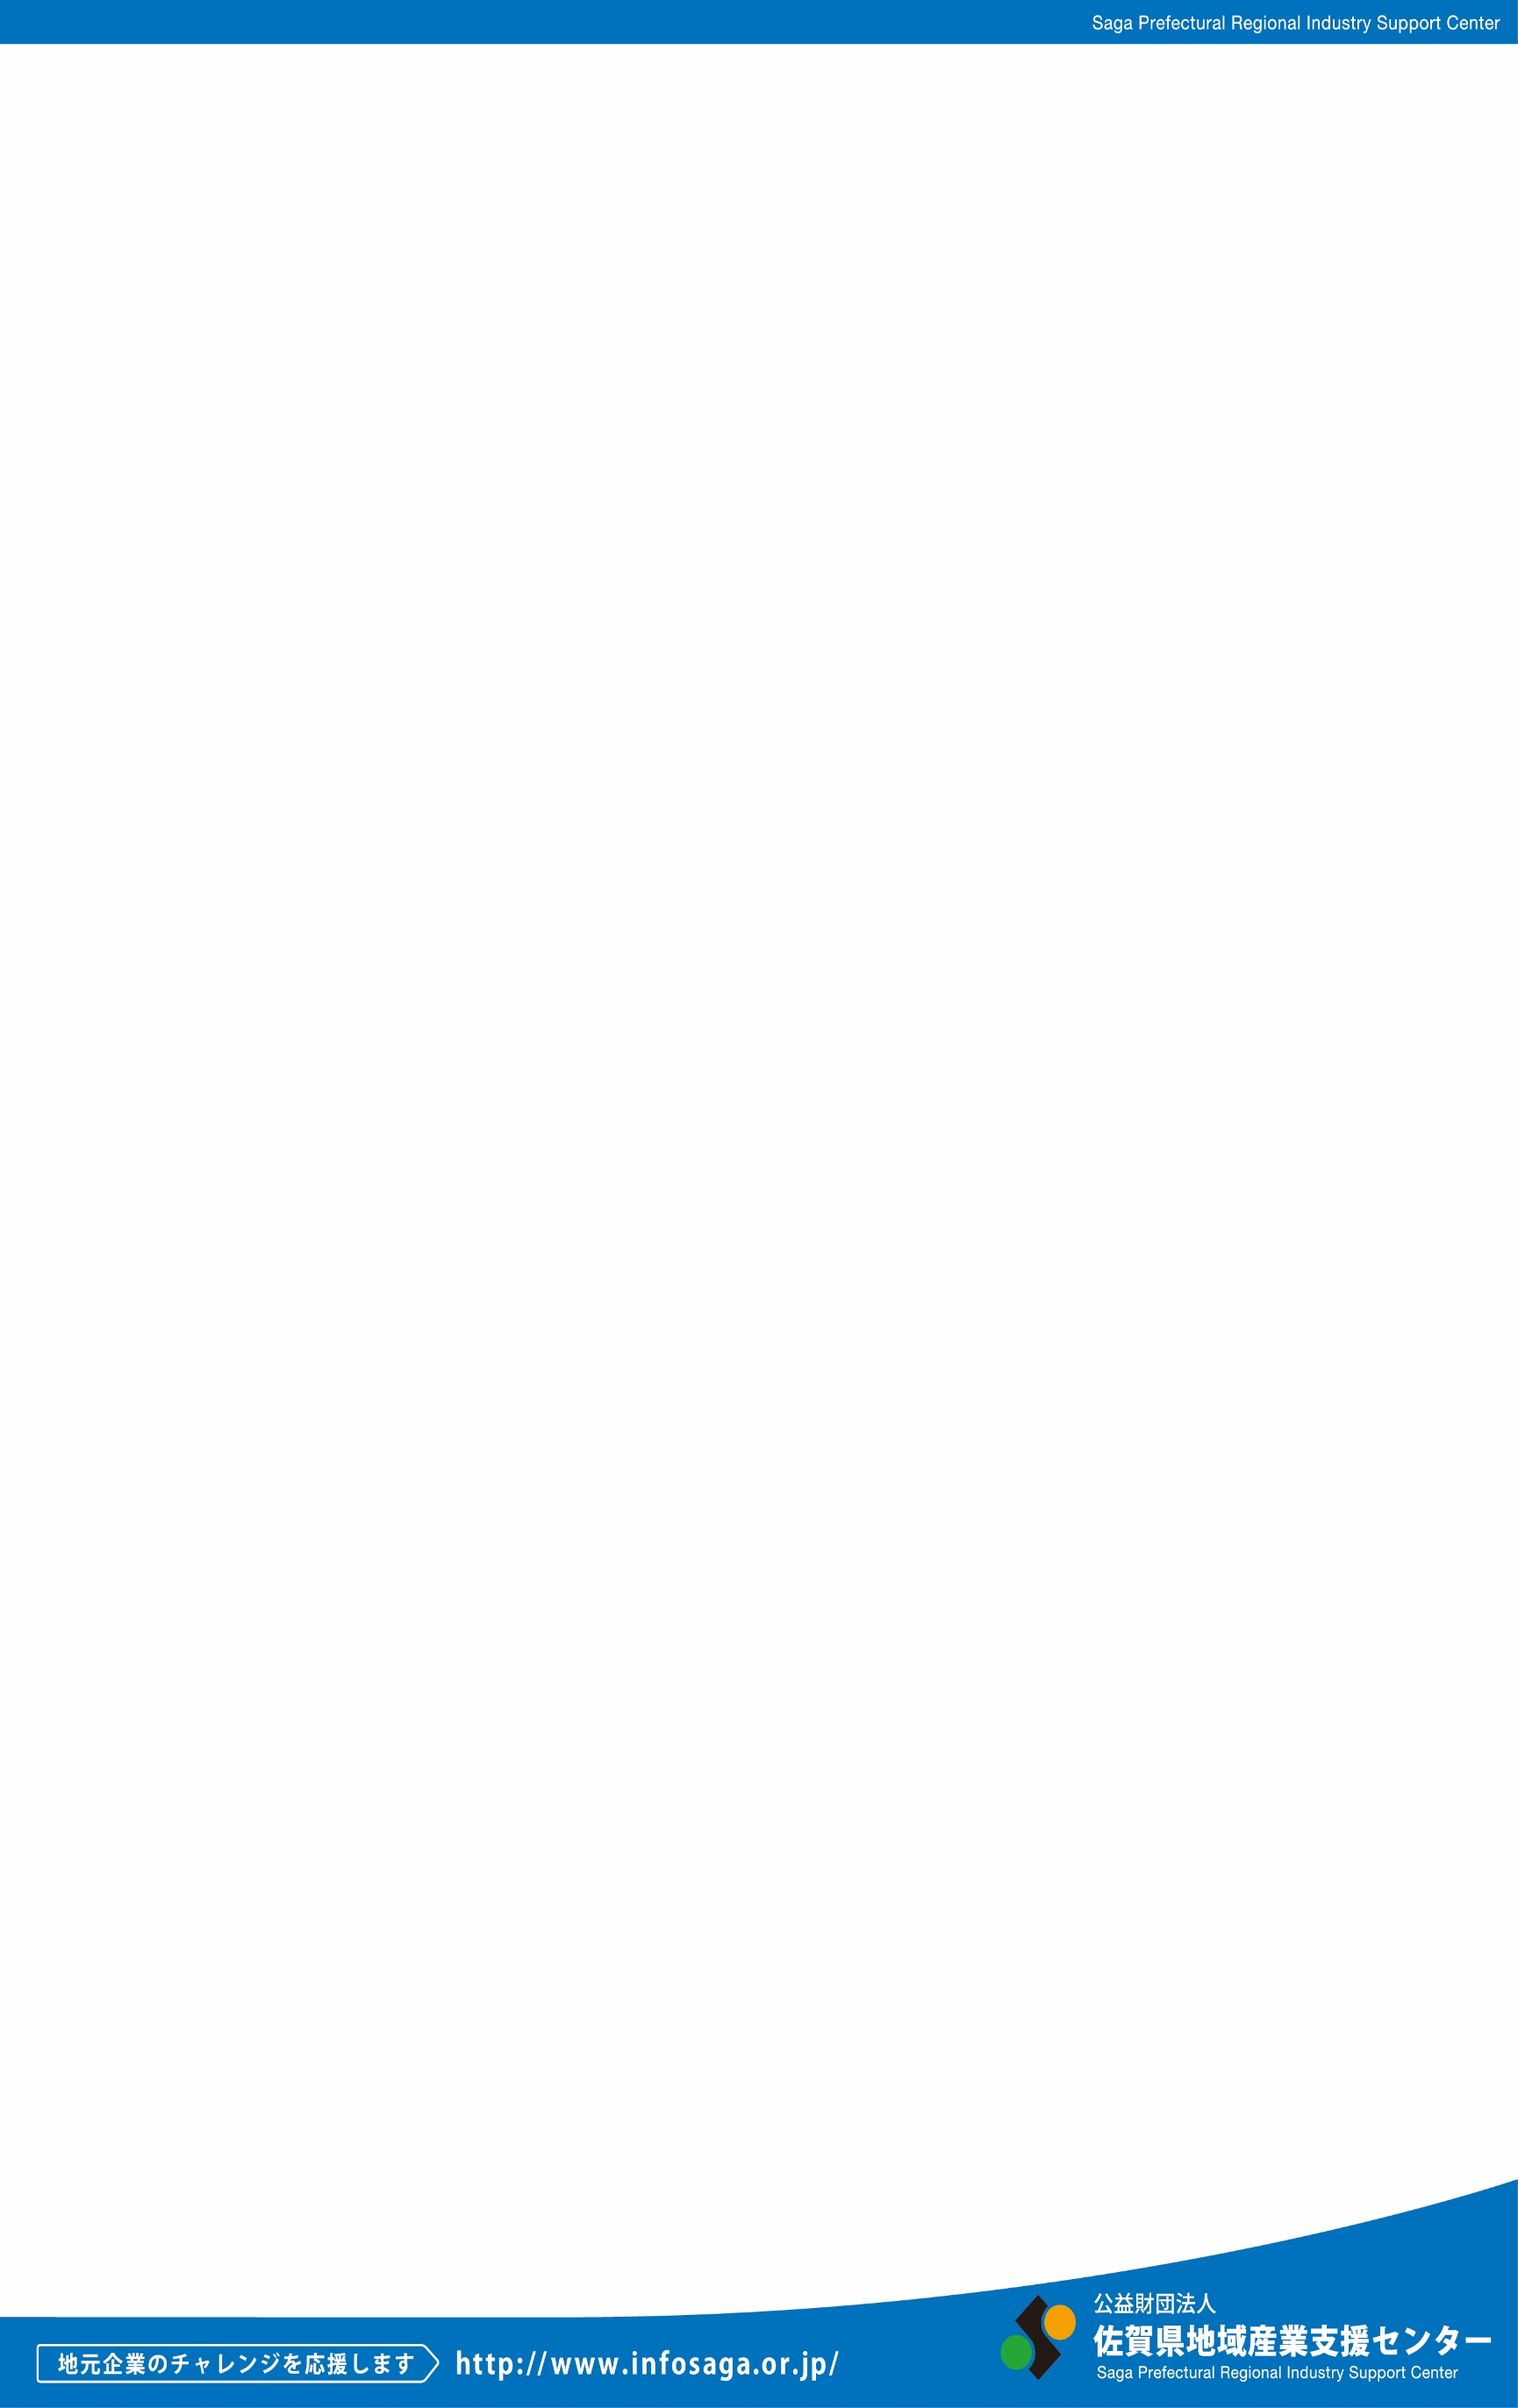 Saga Prefectural Regional Industry Support Center
公益財団法人
佐賀県地域産業支援センター
Saga Prefectural Regional Industry Support Center
地元企業のチャレンジを応援します
http://www.infosaga.or.jp/